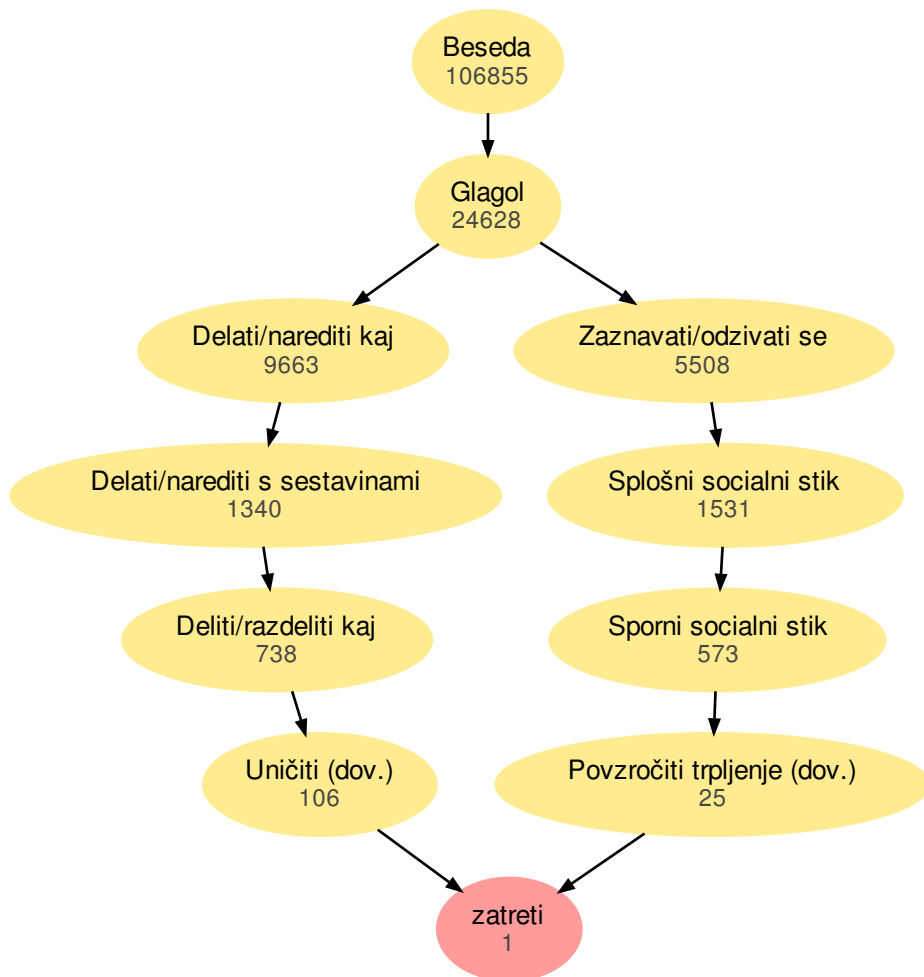 Beseda
106855
Glagol
24628
Delati/narediti kaj
9663
Zaznavati/odzivati se
5508
Delati/narediti s sestavinami
1340
Splošni socialni stik
1531
Deliti/razdeliti kaj
738
Sporni socialni stik
573
Uničiti (dov.)
106
Povzročiti trpljenje (dov.)
25
zatreti
1